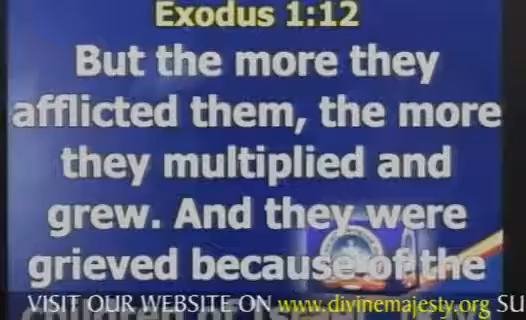 Exodus 1:12
But the more they
afflicted them, the more
they multiplied and
grew. And they were
grieved because of the
VISIT OUR WEBSITE ON www.divinemajesty.org SU